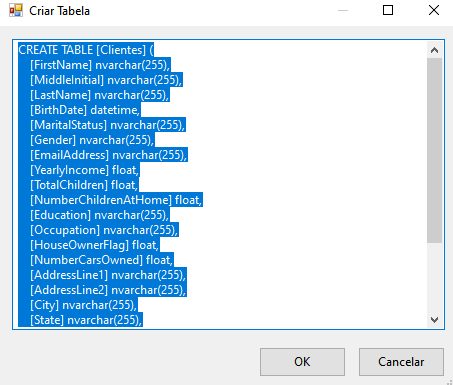 Criar Tabela
CREATE TABLE [Clientes] (
[FirstName] nvarchar(255),
[MiddleInitial] nvarchar(255),
[LastName] nvarchar(255),
[BirthDate] datetime,
[MaritalStatus] nvarchar(255),
[Gender] nvarchar(255),
[EmailAddress] nvarchar(255),
[YearlyIncome] float,
[TotalChildren] float,
[NumberChildrenAtHome] float,
[Education] nvarchar(255),
[Occupation] nvarchar(255),
[HouseOwnerFlag] float,
[NumberCarsOwned] float,
[AddressLine1] nvarchar(255),
[AddressLine2] nvarchar(255),
[City] nvarchar(255),
[State] nvarchar(255),
OK Cancelar